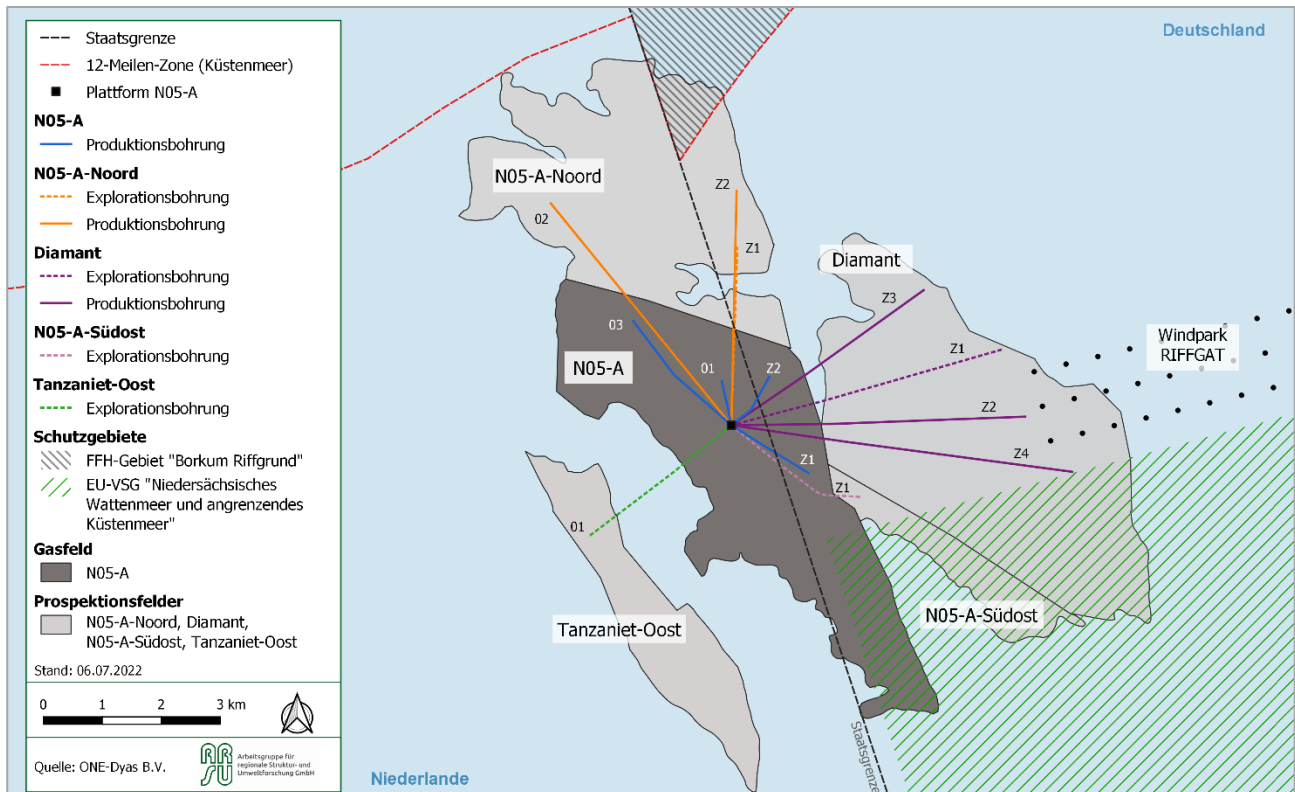 Staatsgrenze
12-Meilen-Zone (Küstenmeer)
Plattform N05-A
N05-A
Produktionsbohrung
N05-A-Noord
Explorationsbohrung
Produktionsbohrung
Diamant
Explorationsbohrung
Produktionsbohrung
N05-A-Südost
Explorationsbohrung
Tanzaniet-Oost
Explorationsbohrung
Schutzgebiete
FFH-Gebiet "Borkum Riffgrund"
EU-VSG "Niedersächsisches
Wattenmeer und angrenzendes
Küstenmeer"
Gasfeld
N05-A
Prospektionsfelder
N05-A-Noord, Diamant,
N05-A-Südost, Tanzaniet-Oost
Stand: 06.07.2022
0 1 2 3 km
Quelle: ONE-Dyas B.V.
ARSU
Arbeitsgruppe für
regionale Struktur- und
Umweltforschung GmbH
Deutschland
N05-A-Noord
Z2
02
Z1
Diamant
Z3
03
Z1
Windpark
RIFFGAT
N05-A
01
Z2
Z2
Z4
Z1
Z1
01
N05-A-Südost
Tanzaniet-Oost
Staatsgrenze
Niederlande